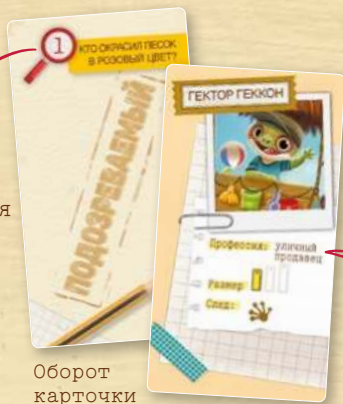 1
КТО ОКРАСИЛ ПЕСОК
В РОЗОВЫЙ ЦВЕТ?
ПОДОЗРЕВАЕМЫЙ
ГЕКТОР ГЕККОН
Профессия: уличный
продавец
Размер:
След:
я
Оборот
карточки